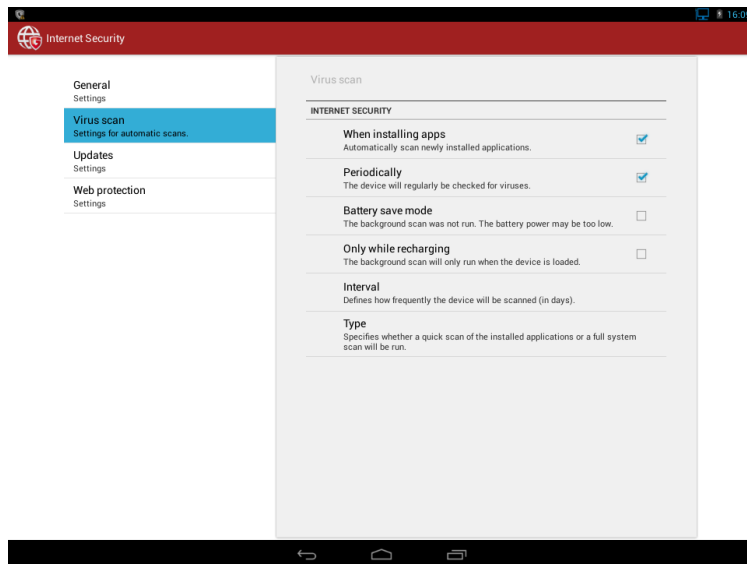 16:0
Internet Security
General
Settings
Virus scan
Settings for automatic scans.
Updates
Settings
Web protection
Settings
Virus scan
INTERNET SECURITY
When installing apps
Automatically scan newly installed applications.
Periodically
The device will regularly be checked for viruses.
Battery save mode
The background scan was not run. The battery power may be too low.
Only while recharging
The background scan will only run when the device is loaded.
Interval
Defines how frequently the device will be scanned (in days).
Type
Specifies whether a quick scan of the installed applications or a full system
scan will be run.